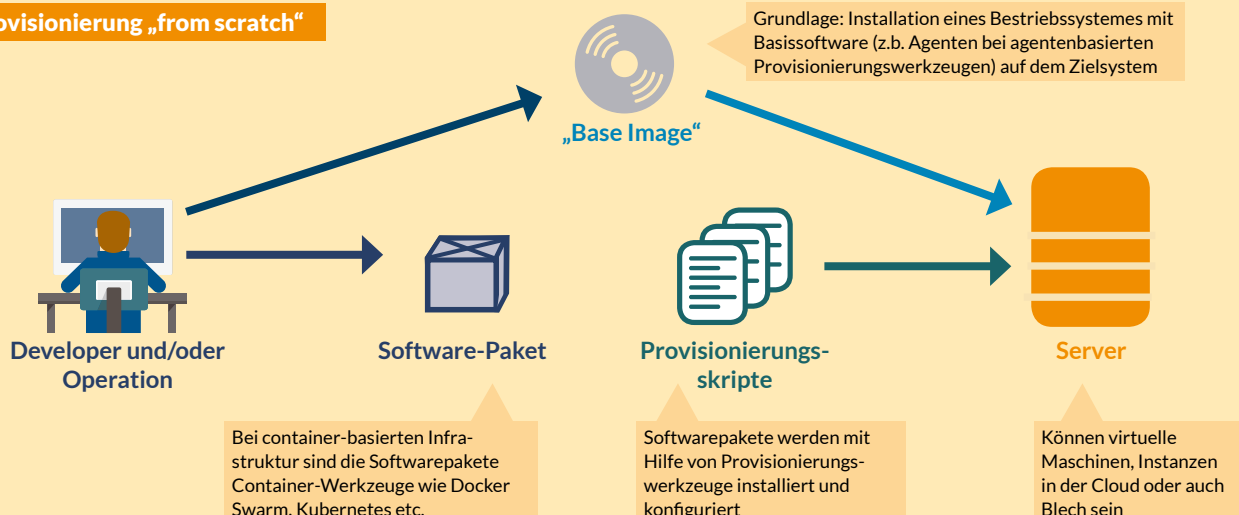 ovisionierung „from scratch“
Grundlage: Installation eines Bestriebssystemes mit
Basissoftware (z.b. Agenten bei agentenbasierten
Provisionierungswerkzeugen) auf dem Zielsystem
„Base Image“
Developer und/oder
Operation
Software-Paket
Provisionierungs-
skripte
Server
Bei container-basierten Infra-
struktur sind die Softwarepakete
Container-Werkzeuge wie Docker
Swarm, Kubernetes etc.
Softwarepakete werden mit
Hilfe von Provisionierungs-
werkzeuge installiert und
konfiguriert
Können virtuelle
Maschinen, Instanzen
in der Cloud oder auch
Blech sein